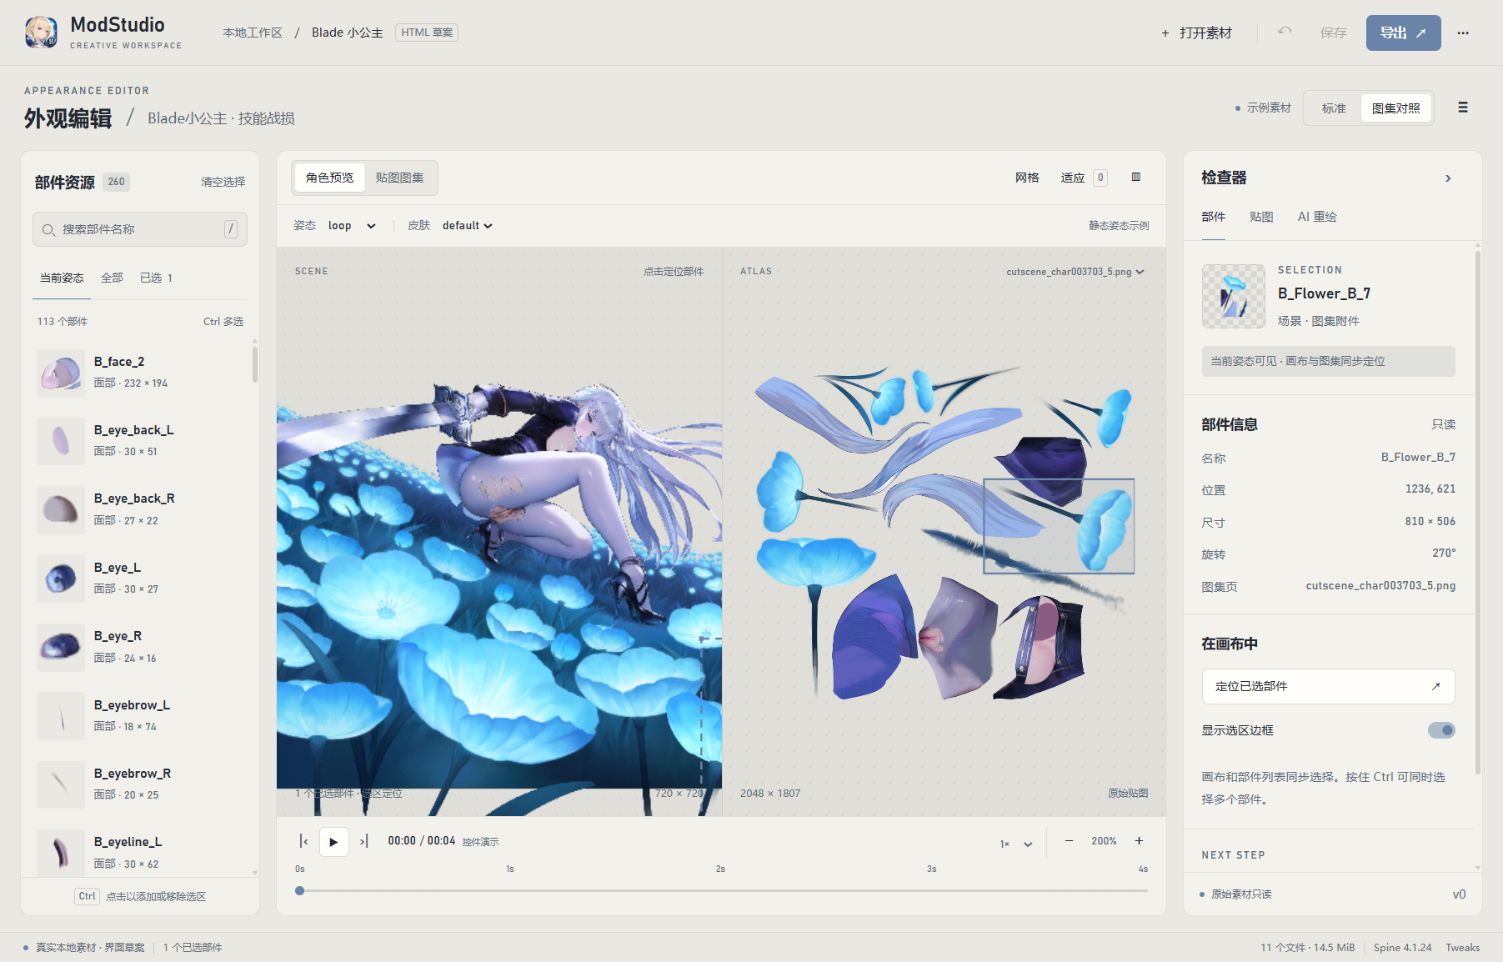 ModStudio
CREATIVE WORKSPACE
本地工作区 / Blade 小公主 HTML 草案
+ 打开素材
保存
导出 ↗
···
APPEARANCE EDITOR
外观编辑 / Blade小公主 · 技能战损
示例素材
标准
图集对照
部件资源 260
清空选择
搜索部件名称 /
当前姿态 全部 已选 1
113 个部件 Ctrl 多选
B_face_2
面部 · 232 × 194
B_eye_back_L
面部 · 30 × 51
B_eye_back_R
面部 · 27 × 22
B_eye_L
面部 · 30 × 27
B_eye_R
面部 · 24 × 16
B_eyebrow_L
面部 · 18 × 74
B_eyebrow_R
面部 · 20 × 25
B_eyeline_L
面部 · 30 × 62
Ctrl 点击以添加或移除选区
角色预览 贴图图集
网格 适应 0
姿态 loop 皮肤 default
静态姿态示例
SCENE 点击定位部件
ATLAS cutscene_char003703_5.png
1 个已选部件 · 选区定位 720 × 720
2048 × 1807 原始贴图
00:00 / 00:04 控件演示
1× − 200% +
0s 1s 2s 3s 4s
检查器
部件 贴图 AI 重绘
SELECTION
B_Flower_B_7
场景 · 图集附件
当前姿态可见 · 画布与图集同步定位
部件信息 只读
名称 B_Flower_B_7
位置 1236, 621
尺寸 810 × 506
旋转 270°
图集页 cutscene_char003703_5.png
在画布中
定位已选部件 ↗
显示选区边框
画布和部件列表同步选择。按住 Ctrl 可同时选
择多个部件。
NEXT STEP
原始素材只读 v0
真实本地素材 · 界面草案 1 个已选部件
11 个文件 · 14.5 MiB Spine 4.1.24 Tweaks